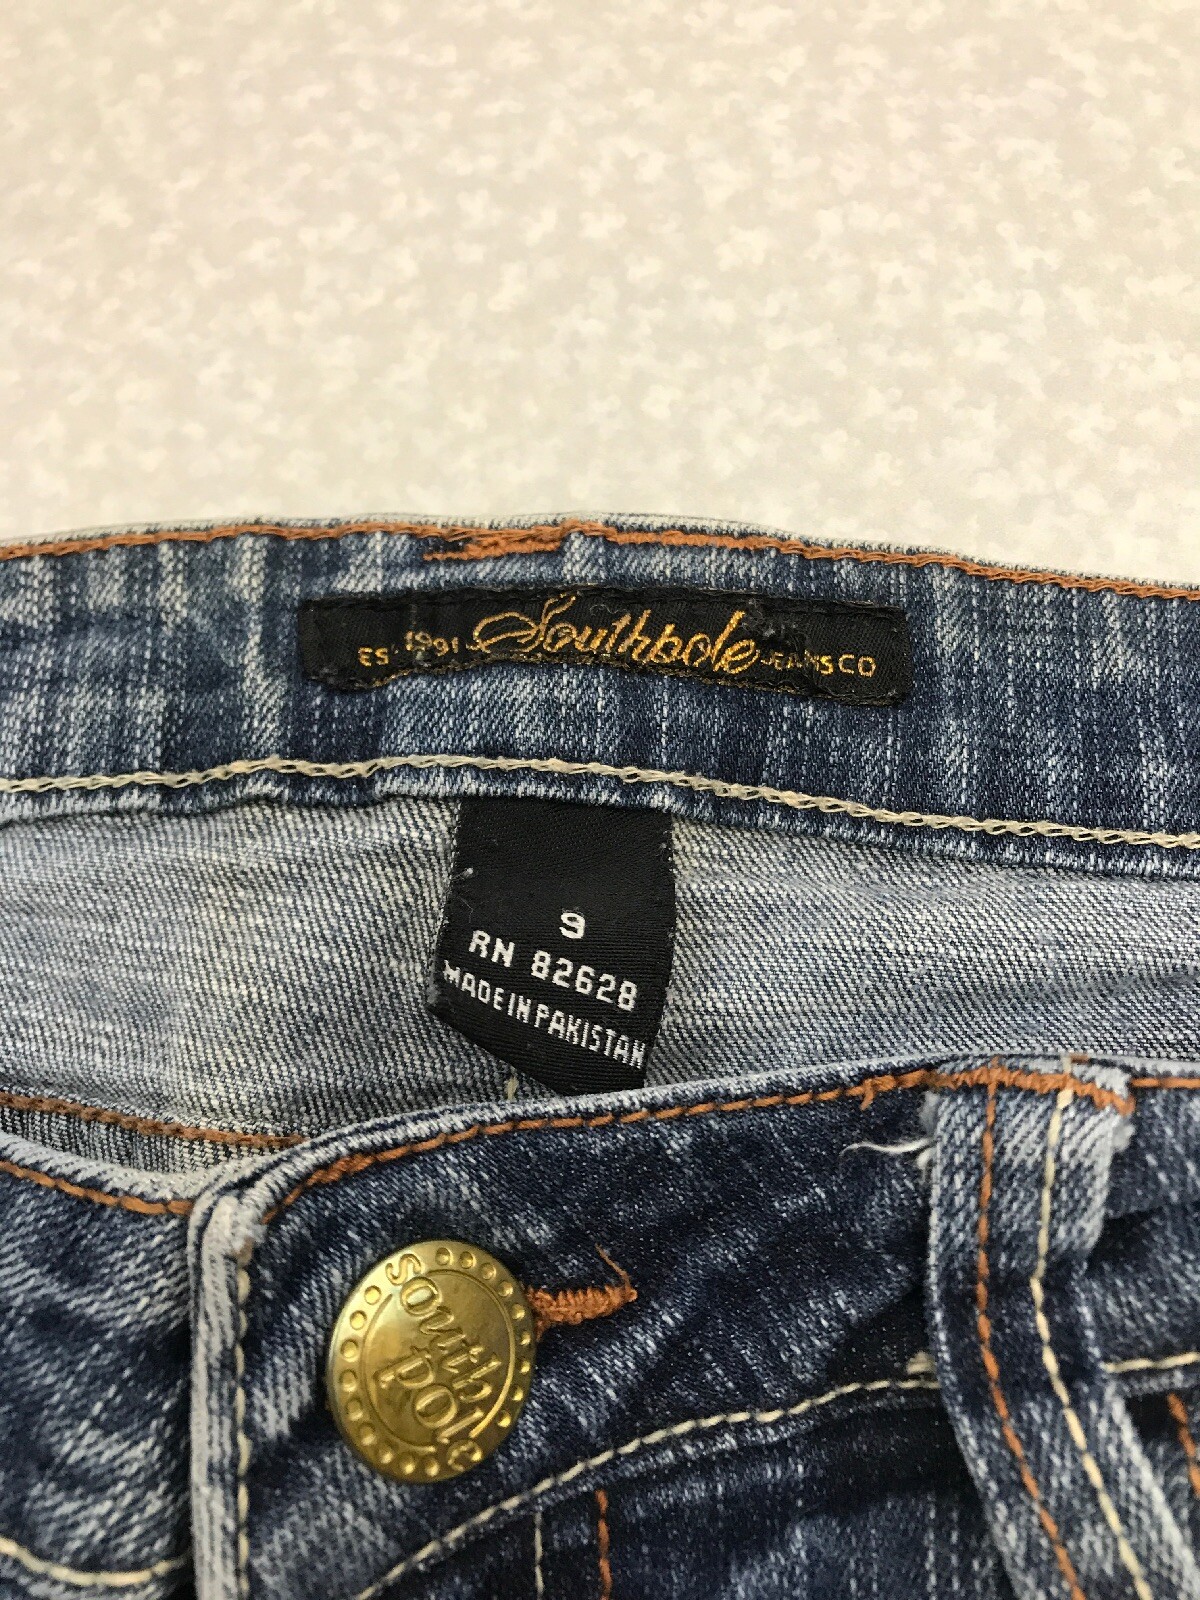 EST 1991 Southpole JEANS CO
9
RN 82628
MADE IN PAKISTAN
South
POLE